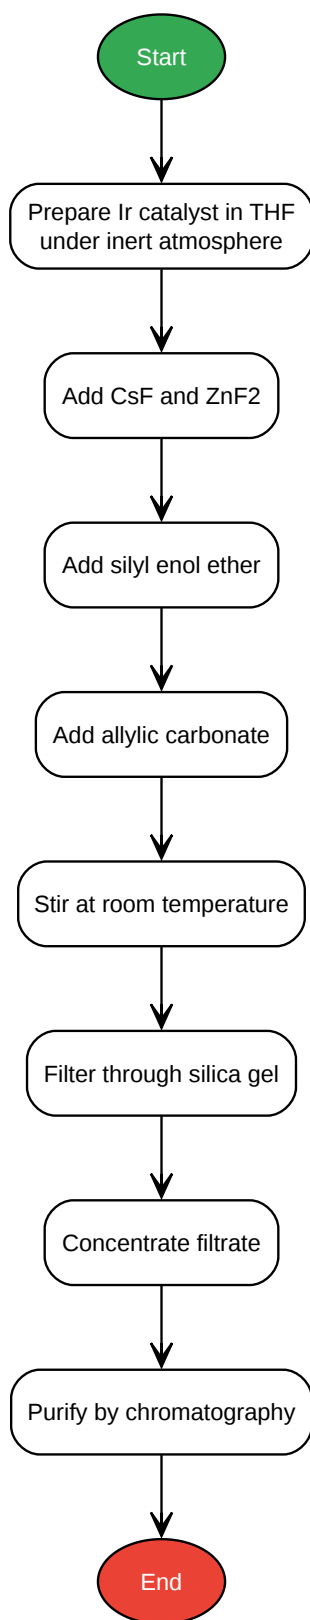 Start
Prepare Ir catalyst in THF
under inert atmosphere
Add CsF and ZnF2
Add silyl enol ether
Add allylic carbonate
Stir at room temperature
Filter through silica gel
Concentrate filtrate
Purify by chromatography
End